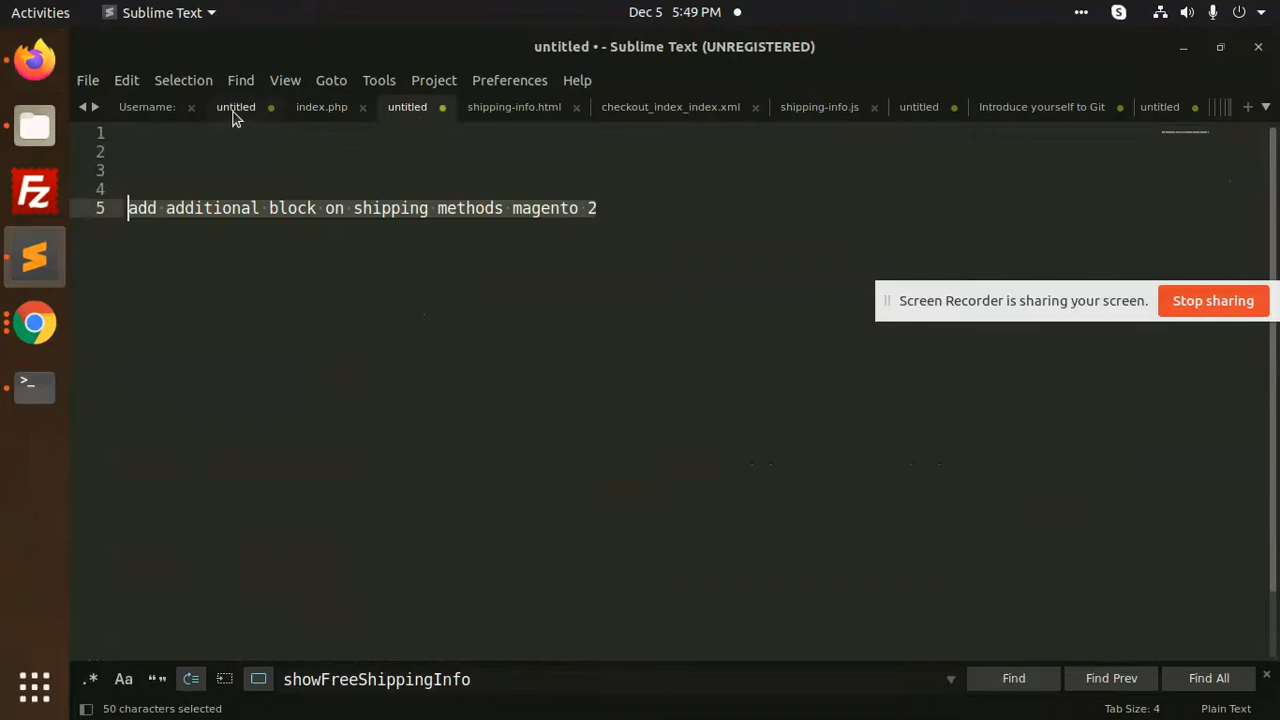 Activities Sublime Text Dec 5 5:49 PM
untitled • - Sublime Text (UNREGISTERED)
File Edit Selection Find View Goto Tools Project Preferences Help
Username: untitled index.php untitled shipping-info.html checkout_index_index.xml shipping-info.js untitled Introduce yourself to Git untitled
1
2
3
4
5 add additional block on shipping methods magento 2
Screen Recorder is sharing your screen. Stop sharing
.* Aa “” showFreeShippingInfo Find Find Prev Find All
50 characters selected Tab Size: 4 Plain Text